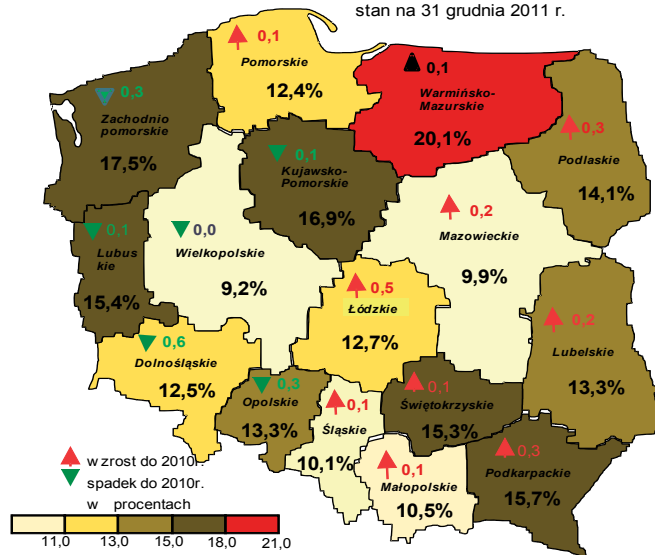 stan na 31 grudnia 2011 r.
0,1
Pomorskie
12,4%
0,1
Warmińsko-
Mazurskie
20,1%
0,3
Zachodnio
pomorskie
17,5%
0,1
Kujawsko-
Pomorskie
16,9%
0,3
Podlaskie
14,1%
0,1
Lubus
kie
15,4%
0,0
Wielkopolskie
9,2%
0,2
Mazowieckie
9,9%
0,5
Łódzkie
12,7%
0,2
Lubelskie
13,3%
0,6
Dolnośląskie
12,5%
0,3
Opolskie
13,3%
0,1
Śląskie
10,1%
0,1
Świętokrzyskie
15,3%
0,1
Małopolskie
10,5%
0,3
Podkarpackie
15,7%
wzrost do 2010r.
spadek do 2010r.
w procentach
11,0 13,0 15,0 18,0 21,0